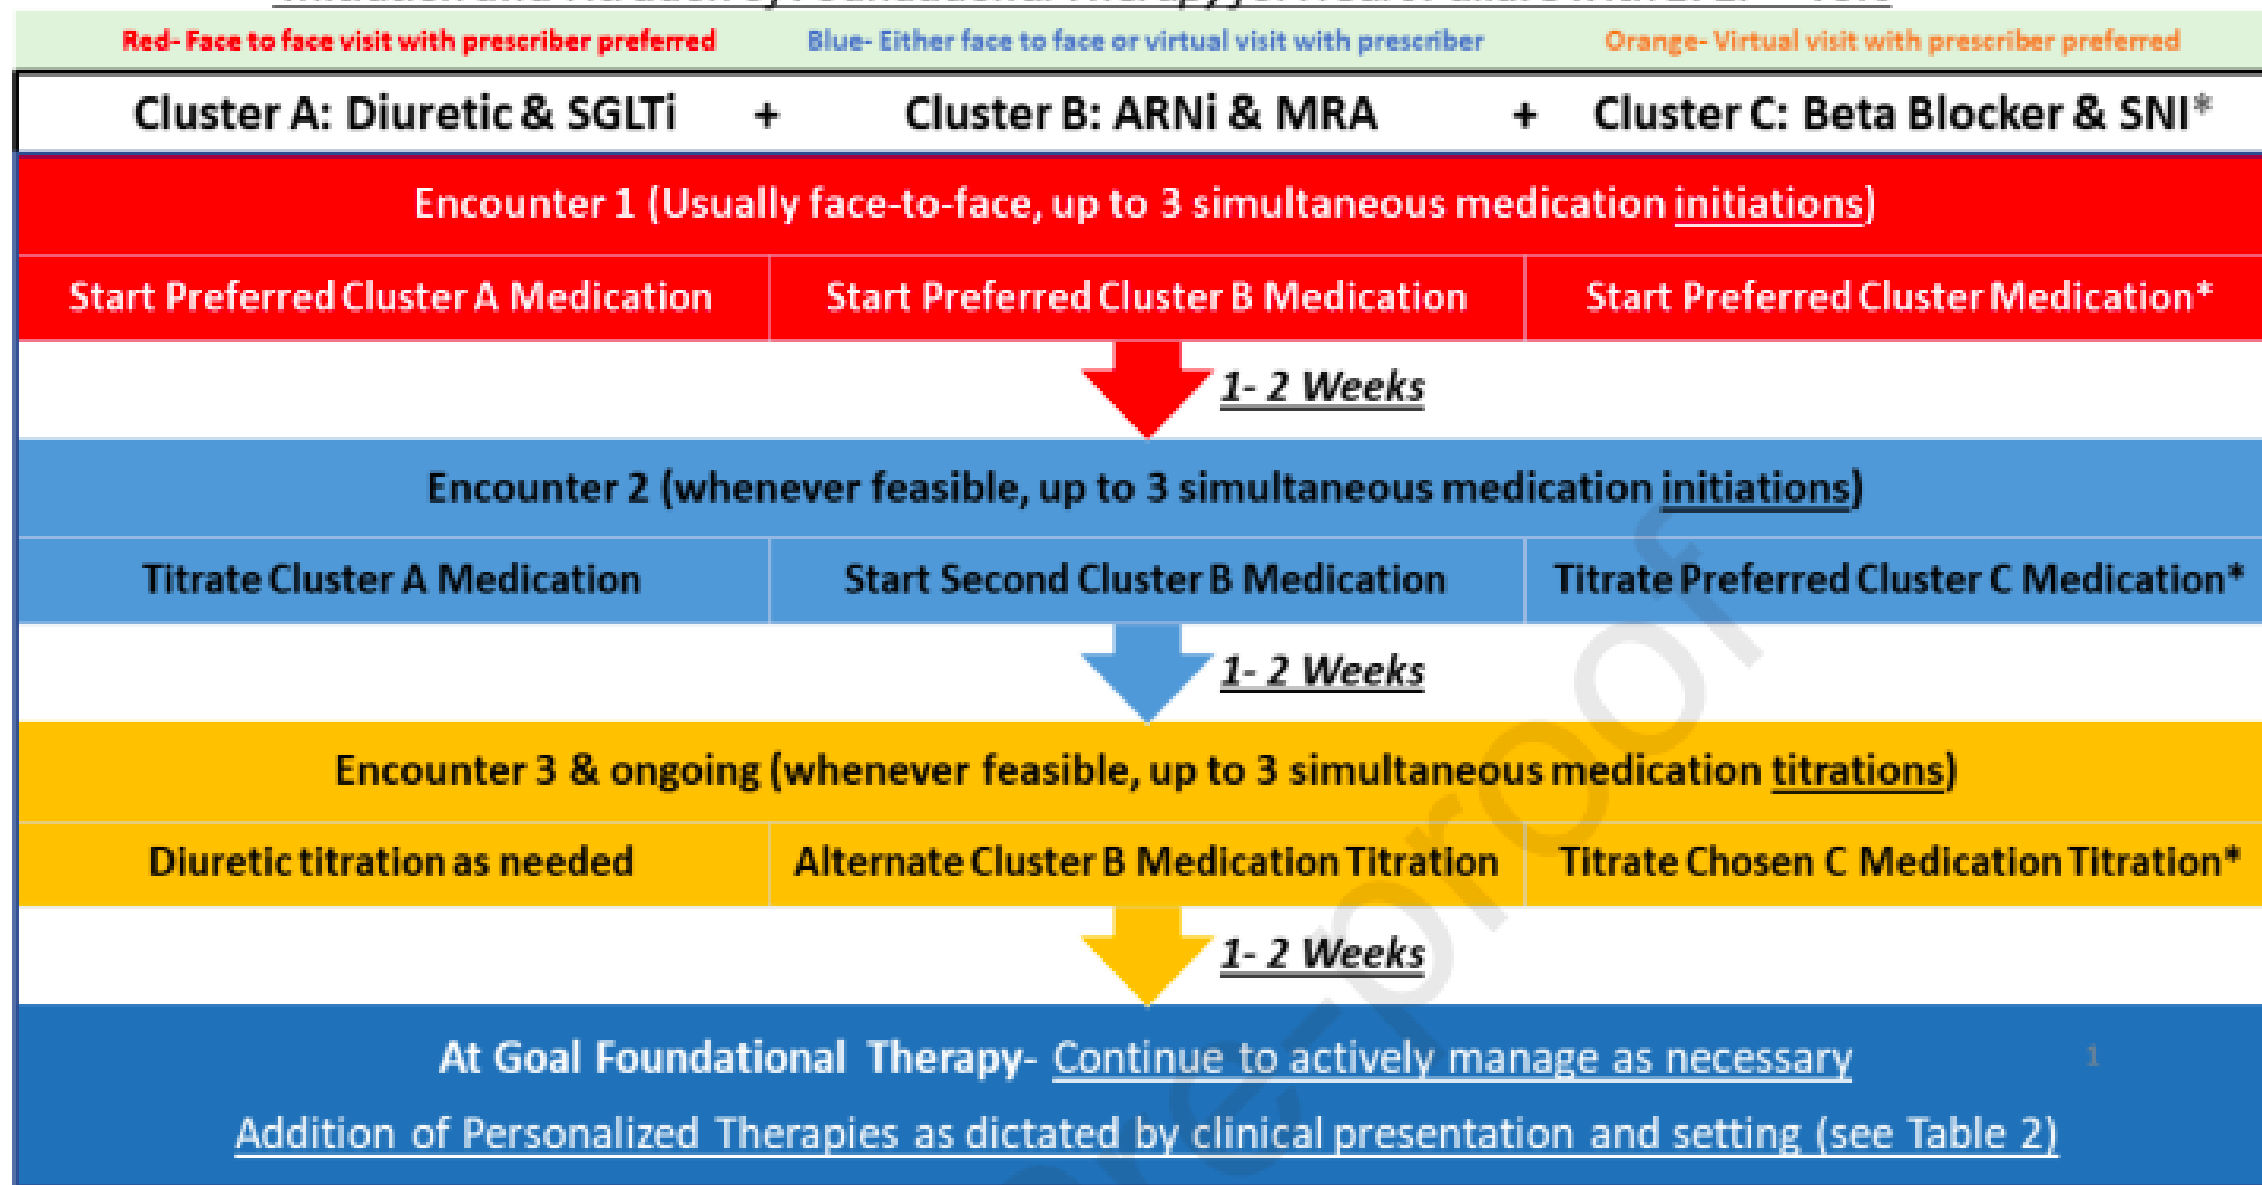 Red- Face to face visit with prescriber preferred
Blue- Either face to face or virtual visit with prescriber
Orange- Virtual visit with prescriber preferred
Cluster A: Diuretic & SGLTi + Cluster B: ARNi & MRA + Cluster C: Beta Blocker & SNI*
Encounter 1 (Usually face-to-face, up to 3 simultaneous medication initiations)
Start Preferred Cluster A Medication
Start Preferred Cluster B Medication
Start Preferred Cluster Medication*
1- 2 Weeks
Encounter 2 (whenever feasible, up to 3 simultaneous medication initiations)
Titrate Cluster A Medication
Start Second Cluster B Medication
Titrate Preferred Cluster C Medication*
1- 2 Weeks
Encounter 3 & ongoing (whenever feasible, up to 3 simultaneous medication titrations)
Diuretic titration as needed
Alternate Cluster B Medication Titration
Titrate Chosen C Medication Titration*
1- 2 Weeks
At Goal Foundational Therapy- Continue to actively manage as necessary
1
Addition of Personalized Therapies as dictated by clinical presentation and setting (see Table 2)
re-proof